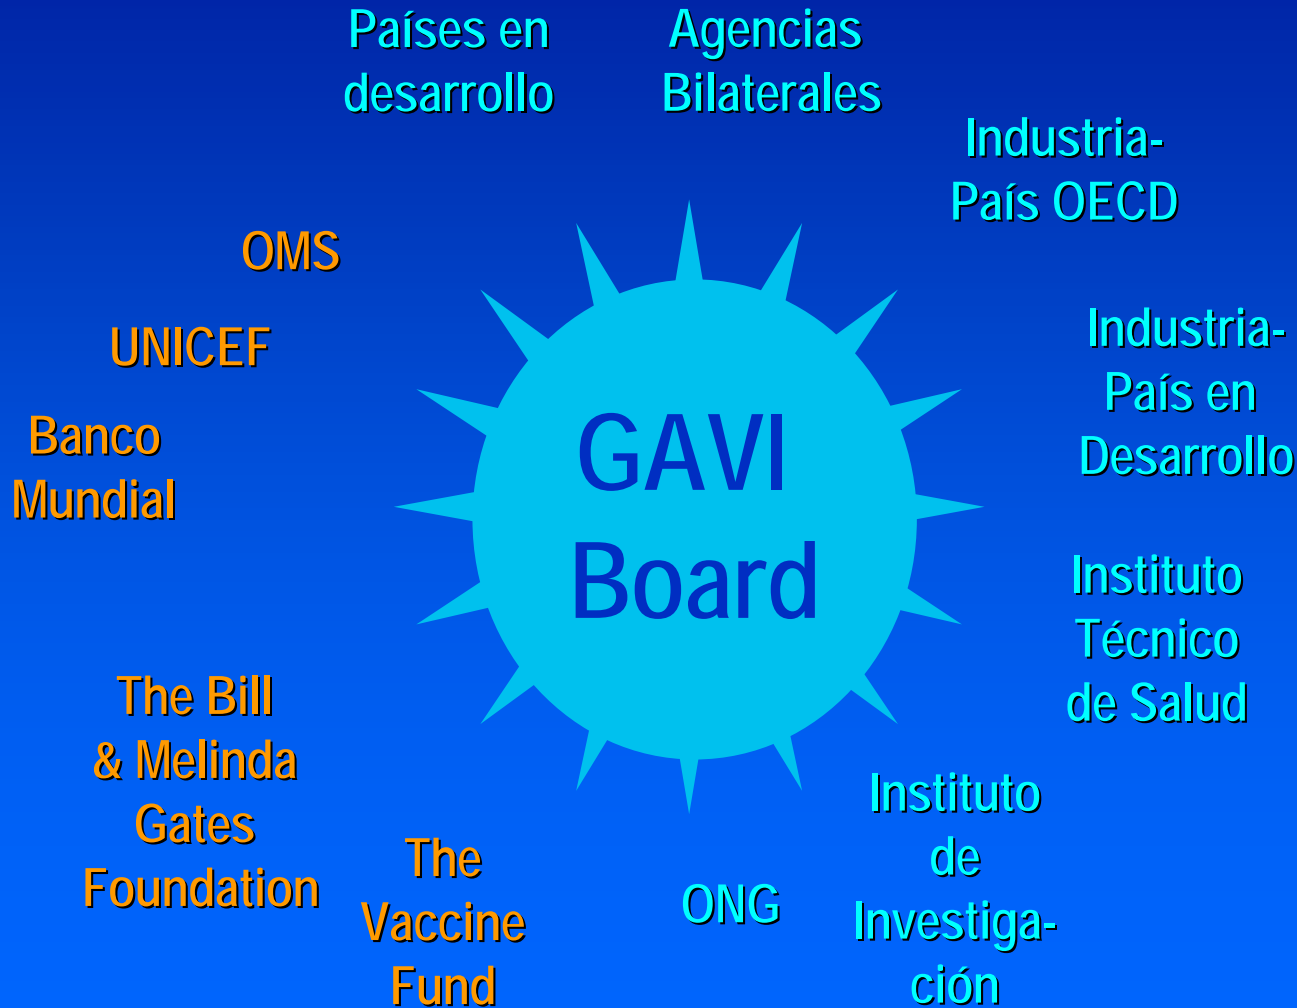 Países en
desarrollo
Agencias
Bilaterales
Industria-
País OECD
OMS
UNICEF
Banco
Mundial
Industria-
País en
Desarrollo
GAVI
Board
Instituto
Técnico
de Salud
The Bill
& Melinda
Gates
Foundation
The
Vaccine
Fund
ONG
Instituto
de
Investiga-
ción